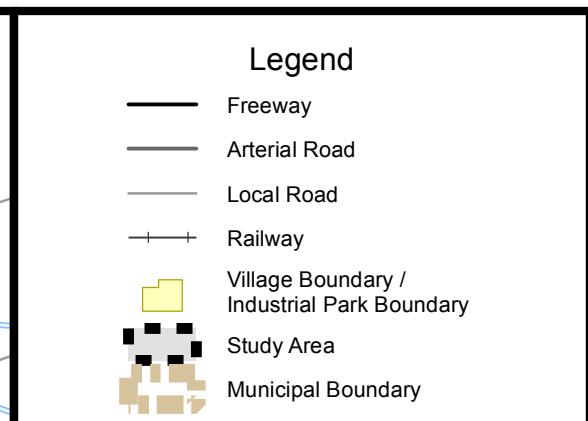 Legend
Freeway
Arterial Road
Local Road
Railway
Village Boundary /
Industrial Park Boundary
Study Area
Municipal Boundary